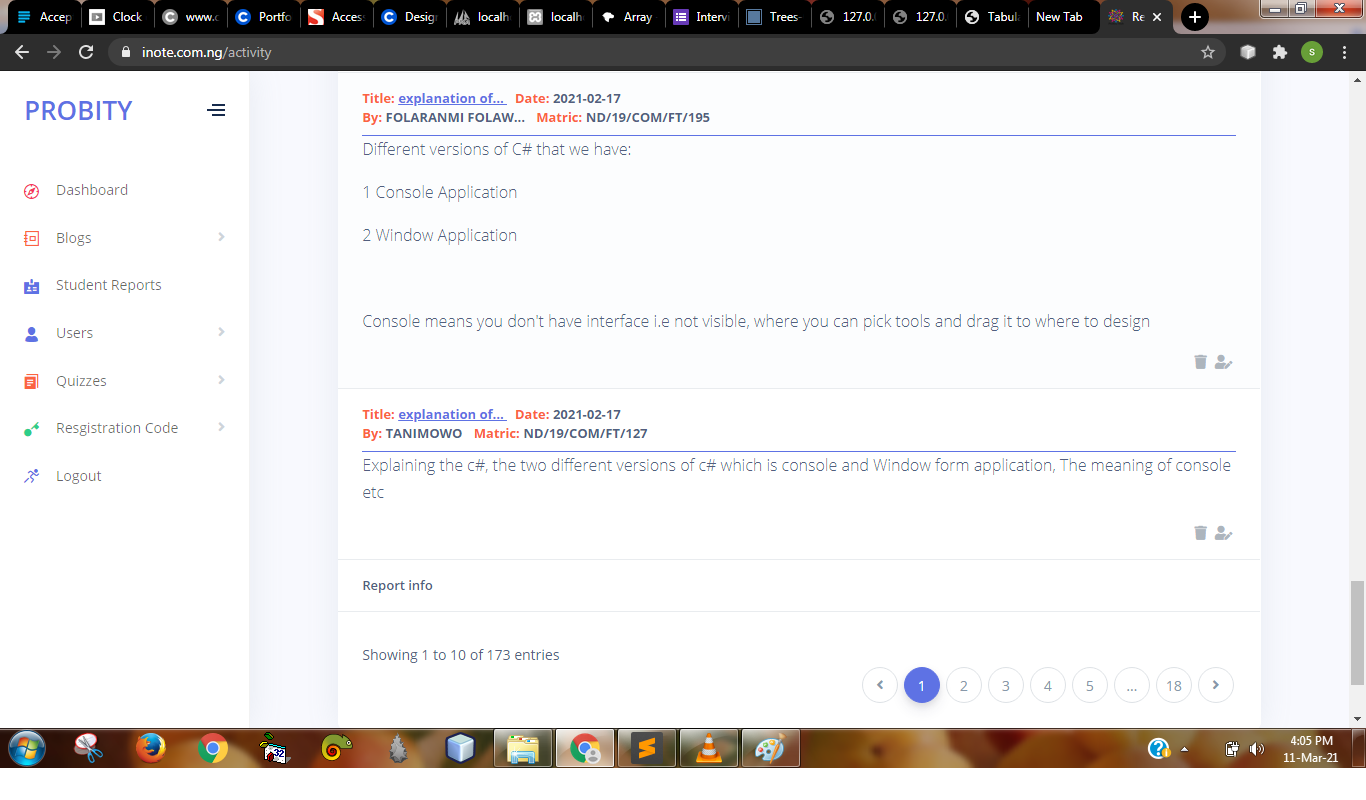 Accep
Clock
www.c
Portfo
Acces
Design
localh
localh
Array
Intervi
Trees-
127.0.
127.0.
Tabula
New Tab
Re
inote.com.ng/activity
S
PROBITY
Dashboard
Blogs
Student Reports
Users
Quizzes
Resgistration Code
Logout
Title: explanation of... Date: 2021-02-17
By: FOLARANMI FOLAW... Matric: ND/19/COM/FT/195
Different versions of C# that we have:
1 Console Application
2 Window Application
Console means you don't have interface i.e not visible, where you can pick tools and drag it to where to design
Title: explanation of... Date: 2021-02-17
By: TANIMOWO Matric: ND/19/COM/FT/127
Explaining the c#, the two different versions of c# which is console and Window form application, The meaning of console
etc
Report info
Showing 1 to 10 of 173 entries
1 2 3 4 5 ... 18
32
4:05 PM
11-Mar-21